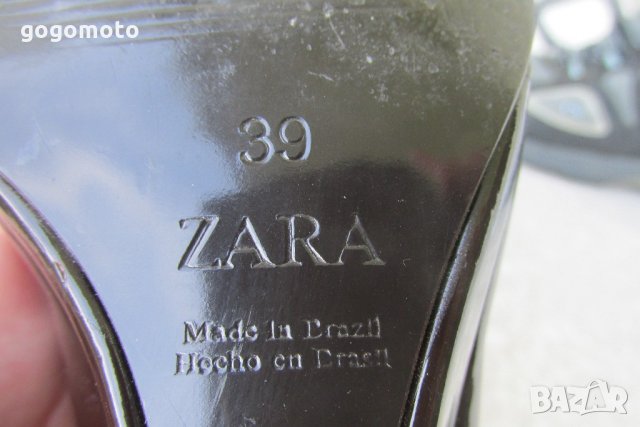 gogomoto
39
ZARA
Made in Brazil
Hecho en Brasil
BAZAR